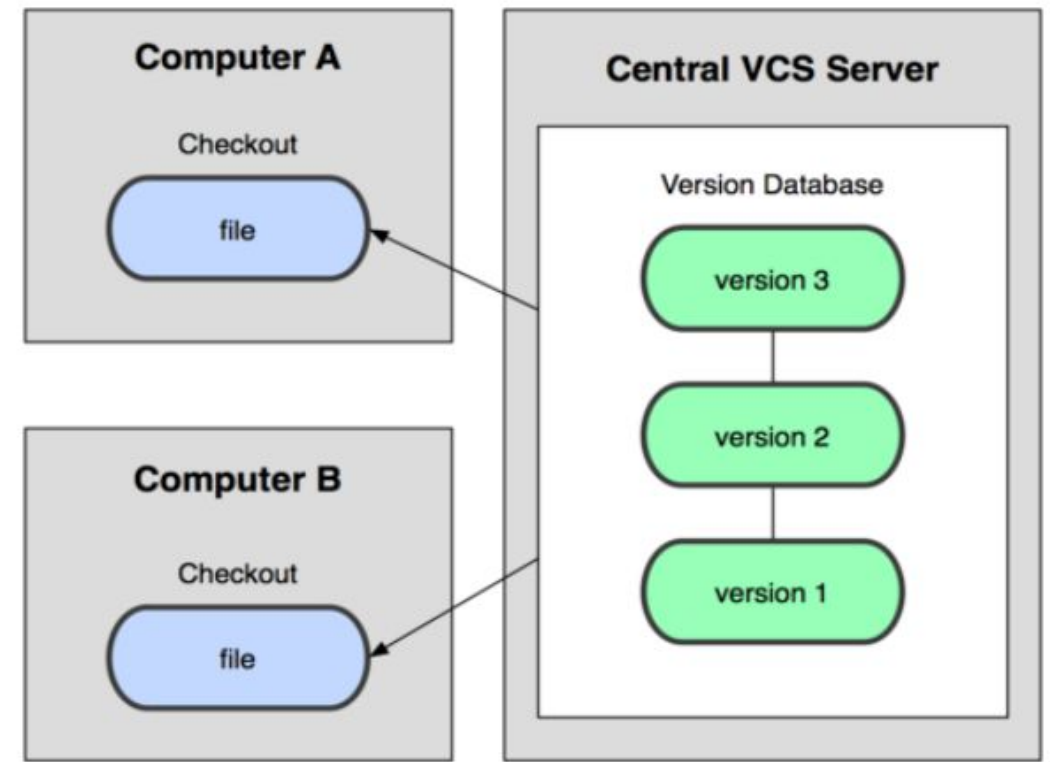 Computer A
Checkout
file
Computer B
Checkout
file
Central VCS Server
Version Database
version 3
version 2
version 1